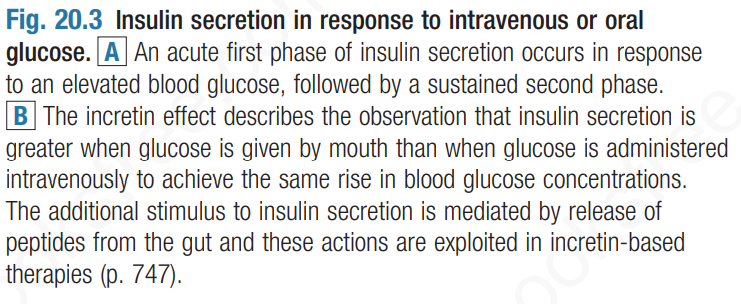 Fig. 20.3 Insulin secretion in response to intravenous or oral
glucose. A An acute first phase of insulin secretion occurs in response
to an elevated blood glucose, followed by a sustained second phase.
B The incretin effect describes the observation that insulin secretion is
greater when glucose is given by mouth than when glucose is administered
intravenously to achieve the same rise in blood glucose concentrations.
The additional stimulus to insulin secretion is mediated by release of
peptides from the gut and these actions are exploited in incretin-based
therapies (p. 747).